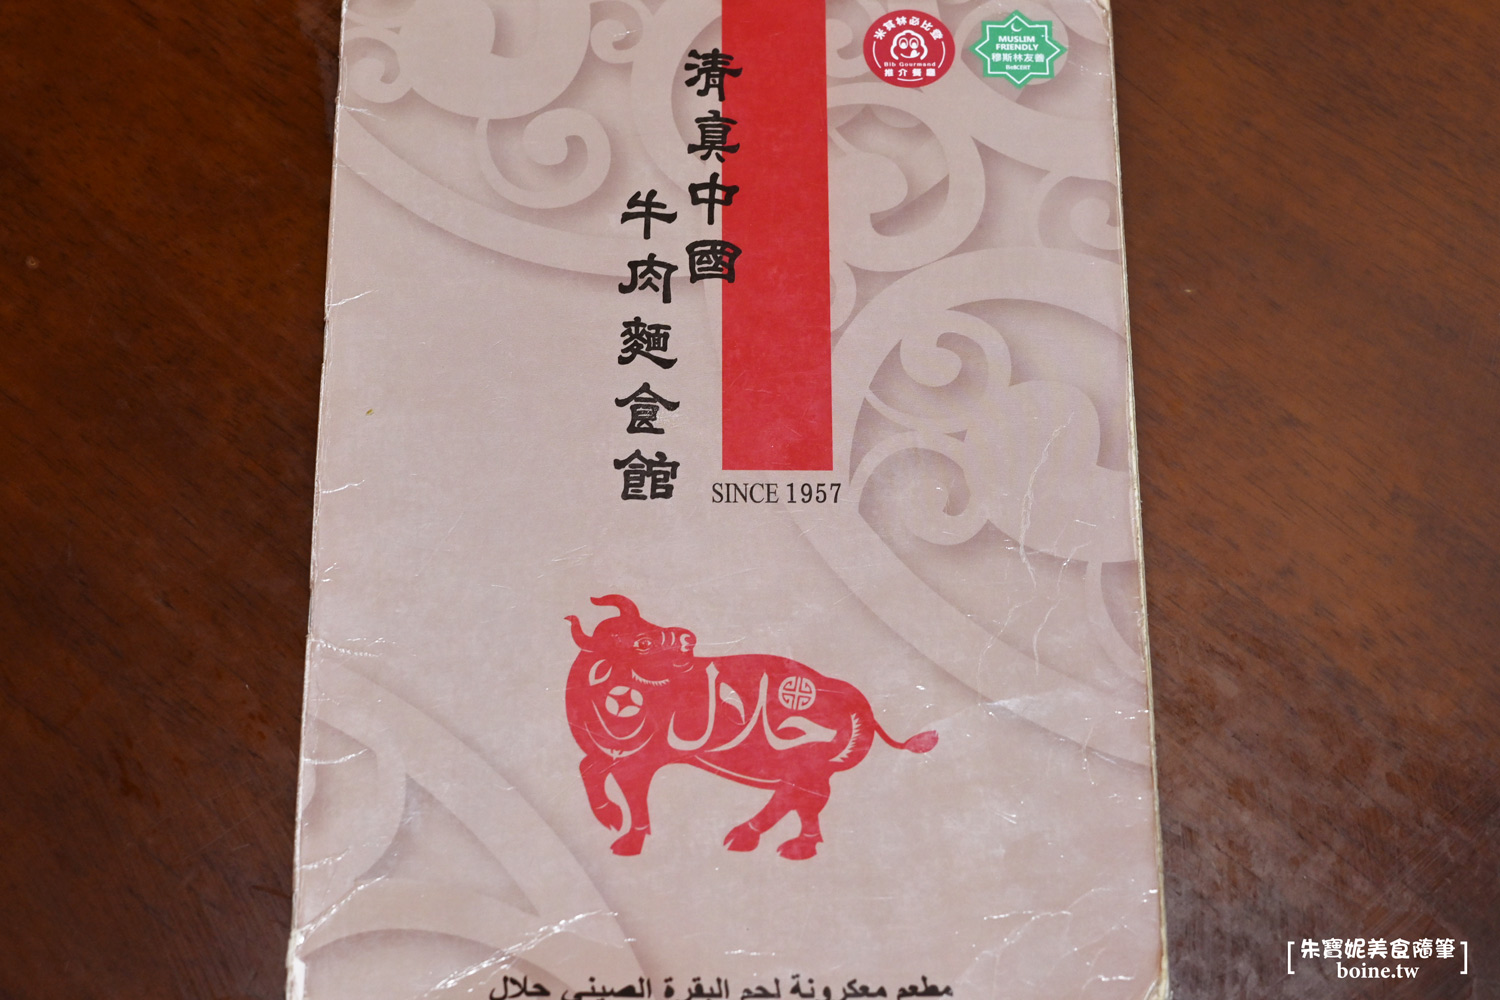 米其林必比登
Bib Gourmand
推介餐廳
MUSLIM
FRIENDLY
穆斯林友善
清真中國
牛肉麵食館
SINCE 1957
حلال
مطعم معكرونة لحم البقرة الصيني حلال
[朱寶妮美食隨筆]
boine.tw